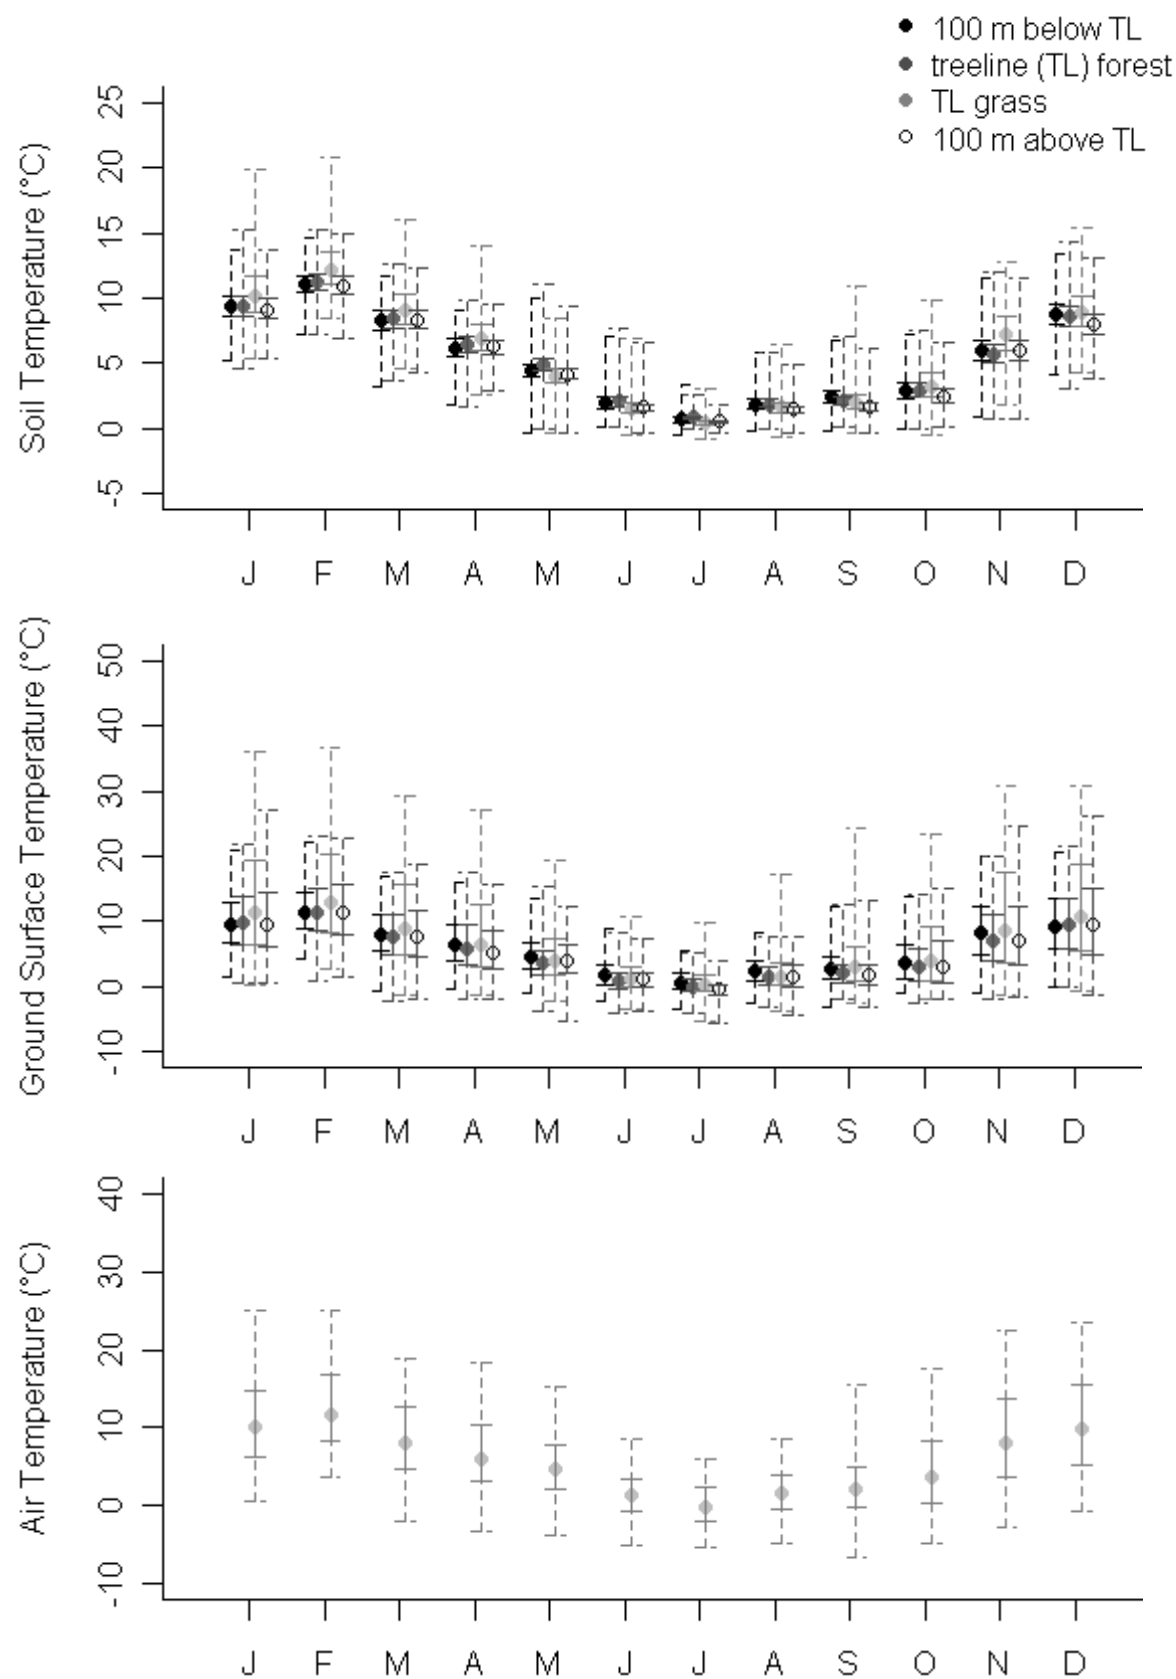 100 m below TL
treeline (TL) forest
TL grass
100 m above TL
Soil Temperature (°C)
25
20
15
10
5
0
-5
J F M A M J J A S O N D
Ground Surface Temperature (°C)
50
40
30
20
10
0
-10
J F M A M J J A S O N D
Air Temperature (°C)
40
30
20
10
0
-10
J F M A M J J A S O N D